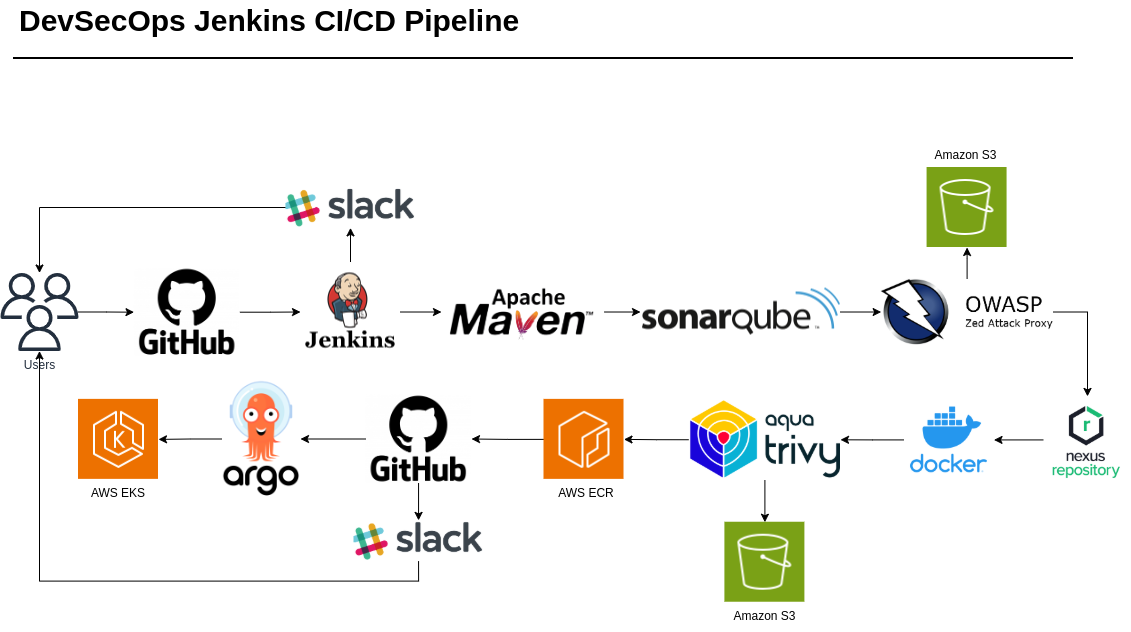 DevSecOps Jenkins CI/CD Pipeline
Amazon S3
slack
Users
GitHub
Jenkins
Apache
Maven™
sonarqube
OWASP
Zed Attack Proxy
AWS EKS
argo
GitHub
AWS ECR
aqua
trivy
docker
r
nexus
repository
K
slack
Amazon S3